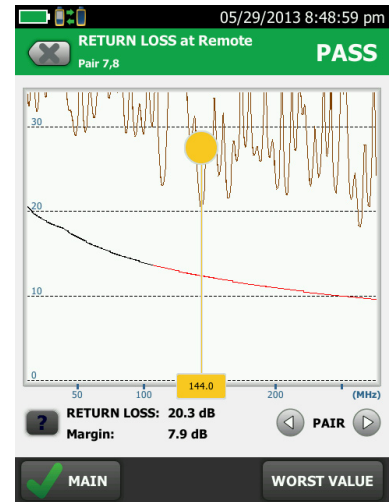 05/29/2013 8:48:59 pm
RETURN LOSS at Remote
Pair 7,8
PASS
30
20
10
0
50
100
144.0
200
(MHz)
?
RETURN LOSS: 20.3 dB
Margin: 7.9 dB
PAIR
MAIN
WORST VALUE